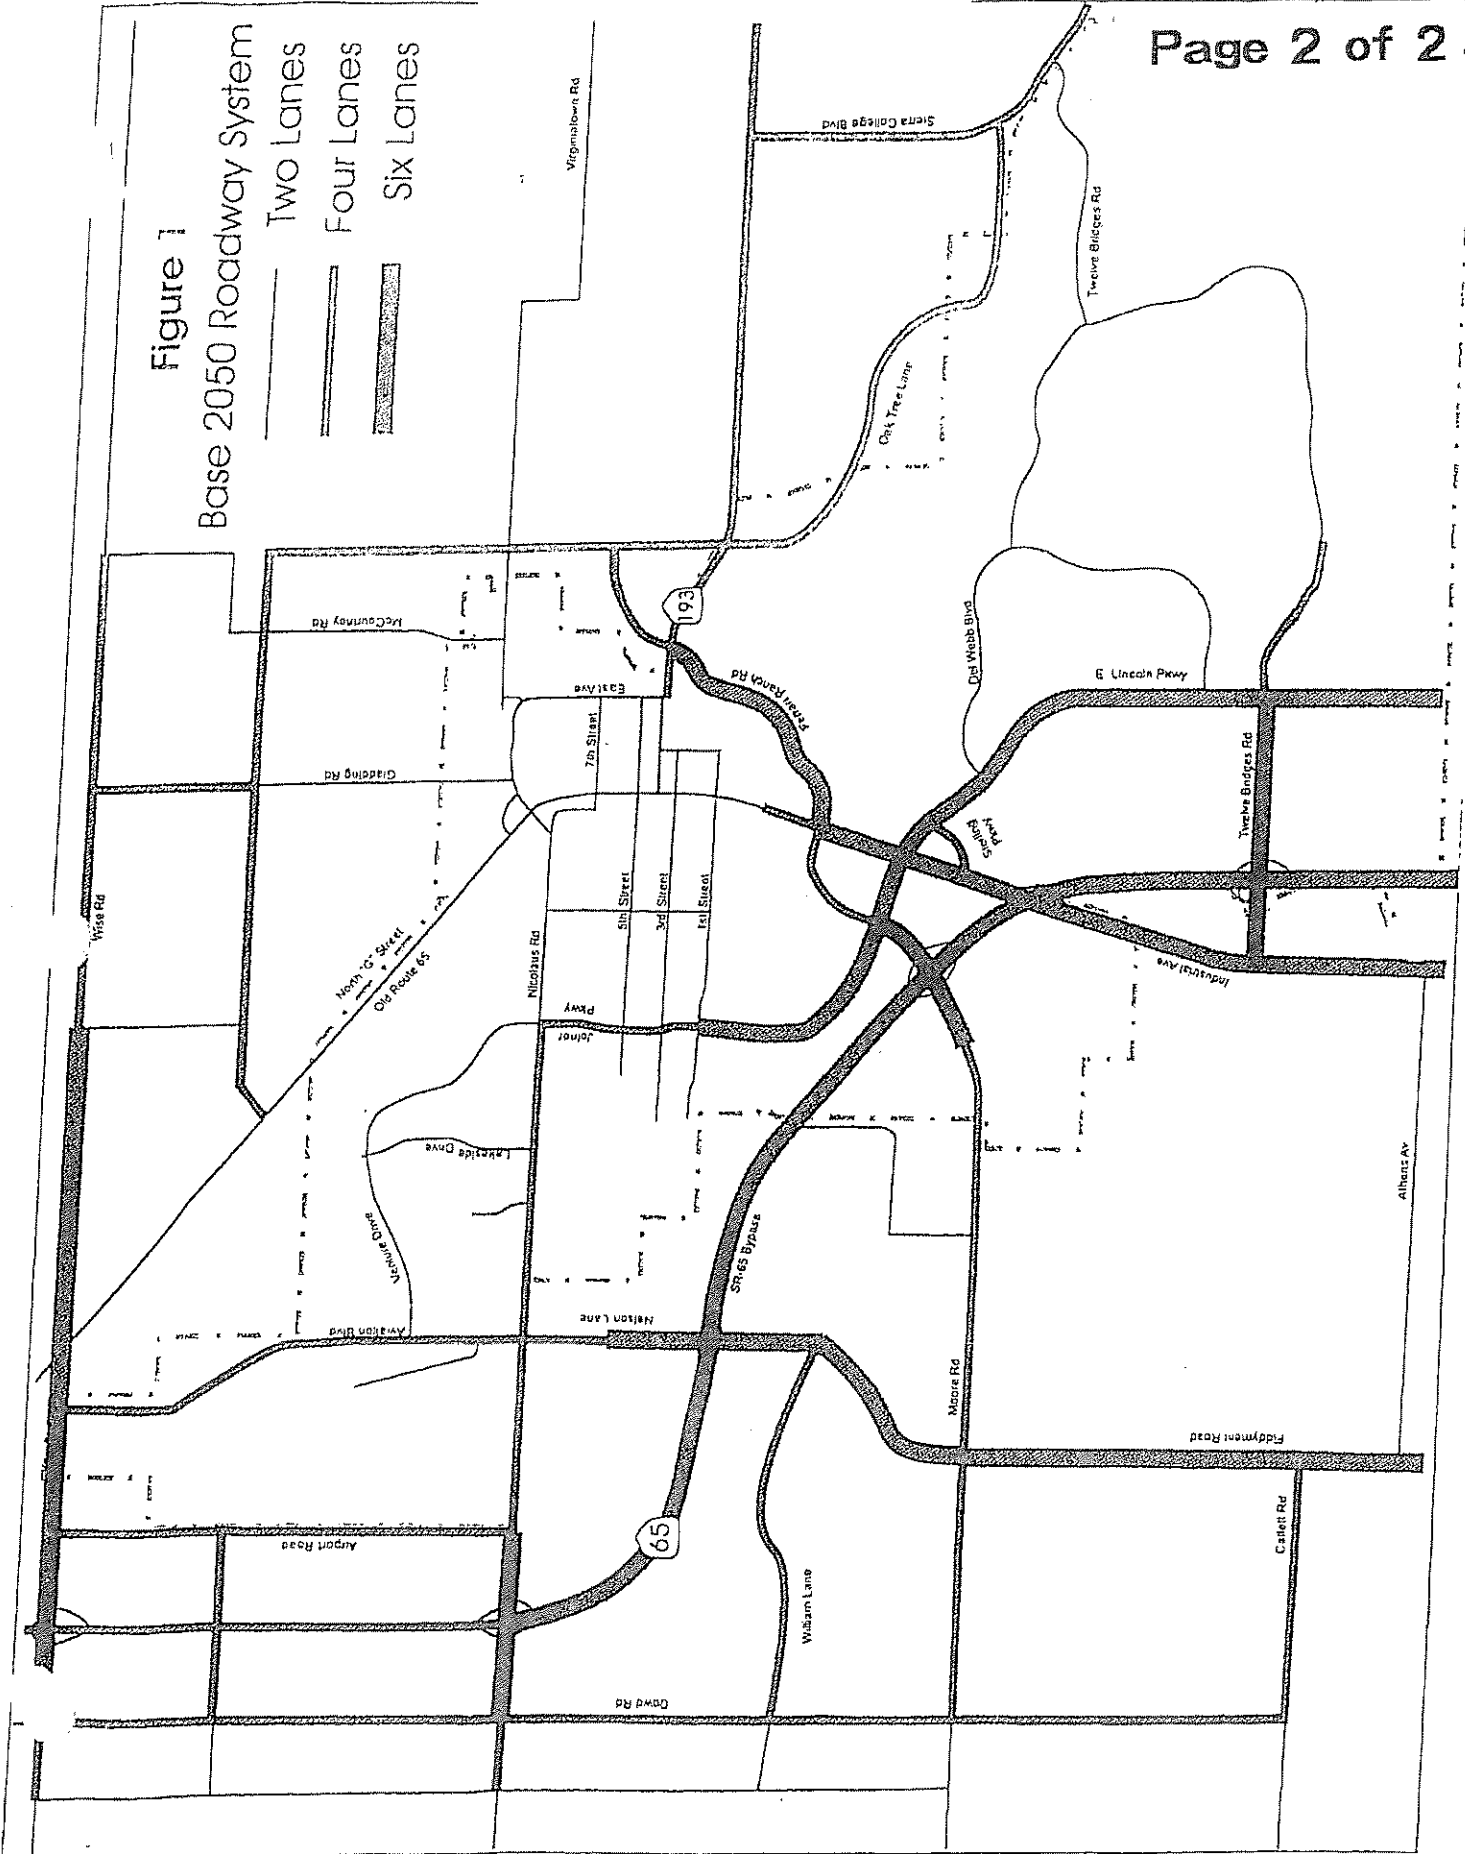 Page 2 of 2
Figure 1
Base 2050 Roadway System
Two Lanes
Four Lanes
Six Lanes
Virginiatown Rd
Sierra College Blvd
Twelve Bridges Rd
Oak Tree Lane
McCourtney Rd
193
East Ave
Ferrari Ranch Rd
Del Webb Blvd
E Lincoln Pkwy
7th Street
Gladding Rd
Twelve Bridges Rd
Sterling
Pkwy
Wise Rd
North "G" Street
Old Route 65
5th Street
3rd Street
1st Street
Nicolaus Rd
Industrial Ave
Joiner
Pkwy
Lakeside Drive
Venture Drive
Athens Av
SR-65 Bypass
Aviation Blvd
Nelson Lane
Moore Rd
Fiddyment Road
Airport Road
65
Catlett Rd
William Lane
Dowd Rd